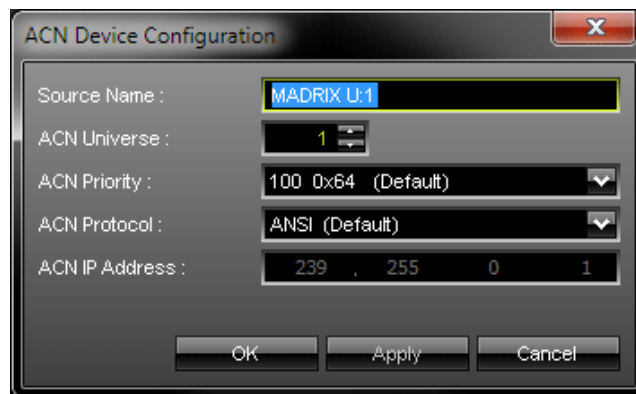 ACN Device Configuration
Source Name : MADRIX U:1
ACN Universe : 1
ACN Priority : 100 0x64 (Default)
ACN Protocol : ANSI (Default)
ACN IP Address : 239 . 255 0 1
OK Apply Cancel